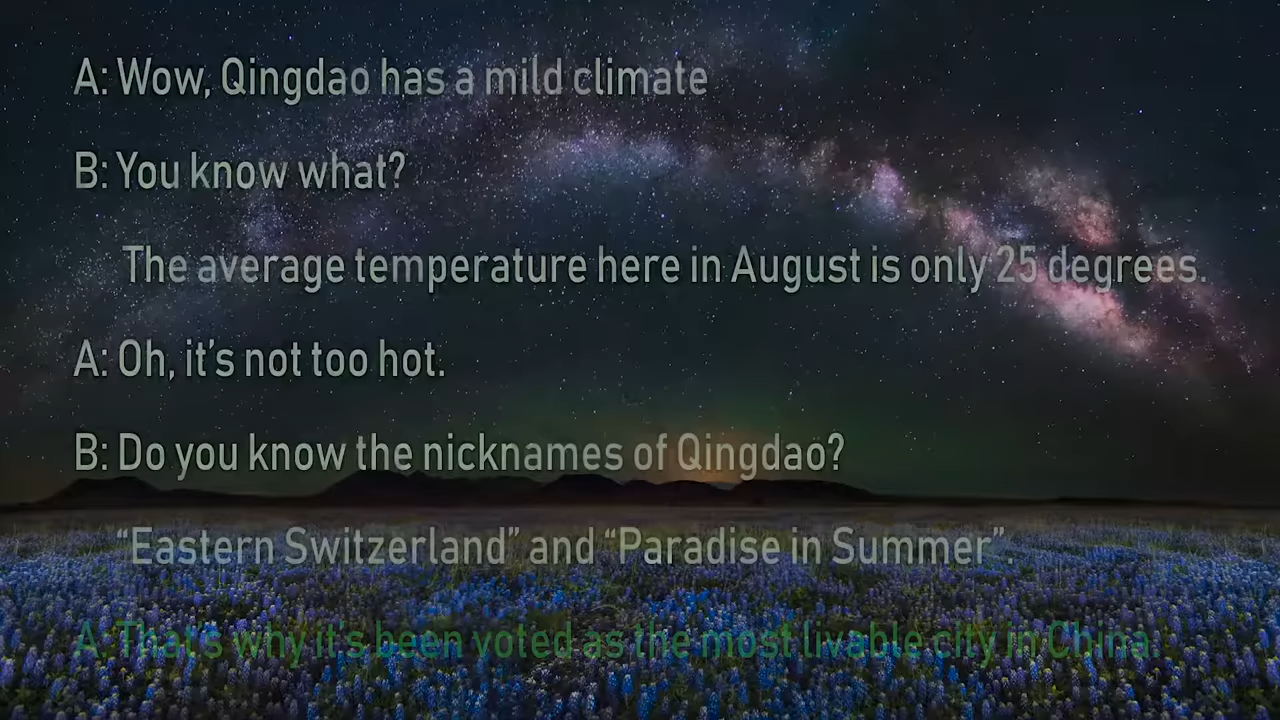 A: Wow, Qingdao has a mild climate
B: You know what?
The average temperature here in August is only 25 degrees.
A: Oh, it's not too hot.
B: Do you know the nicknames of Qingdao?
“Eastern Switzerland” and “Paradise in Summer”.
A: That's why it's been voted as the most livable city in China.